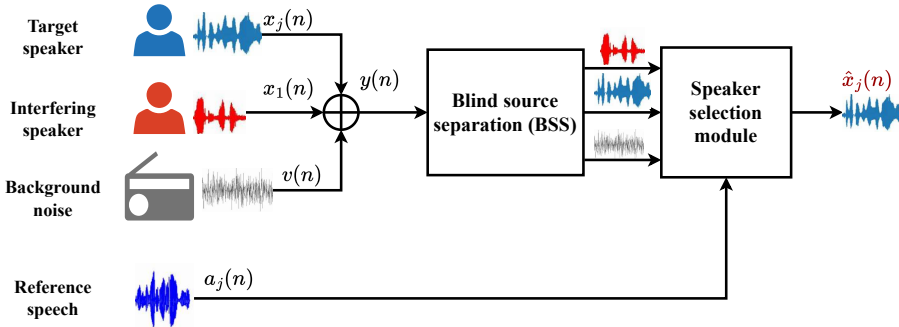 Target
speaker
x_j(n)
y(n)
Interfering
speaker
x_1(n)
Background
noise
v(n)
Blind source
separation (BSS)
Speaker
selection
module
x̂_j(n)
Reference
speech
a_j(n)